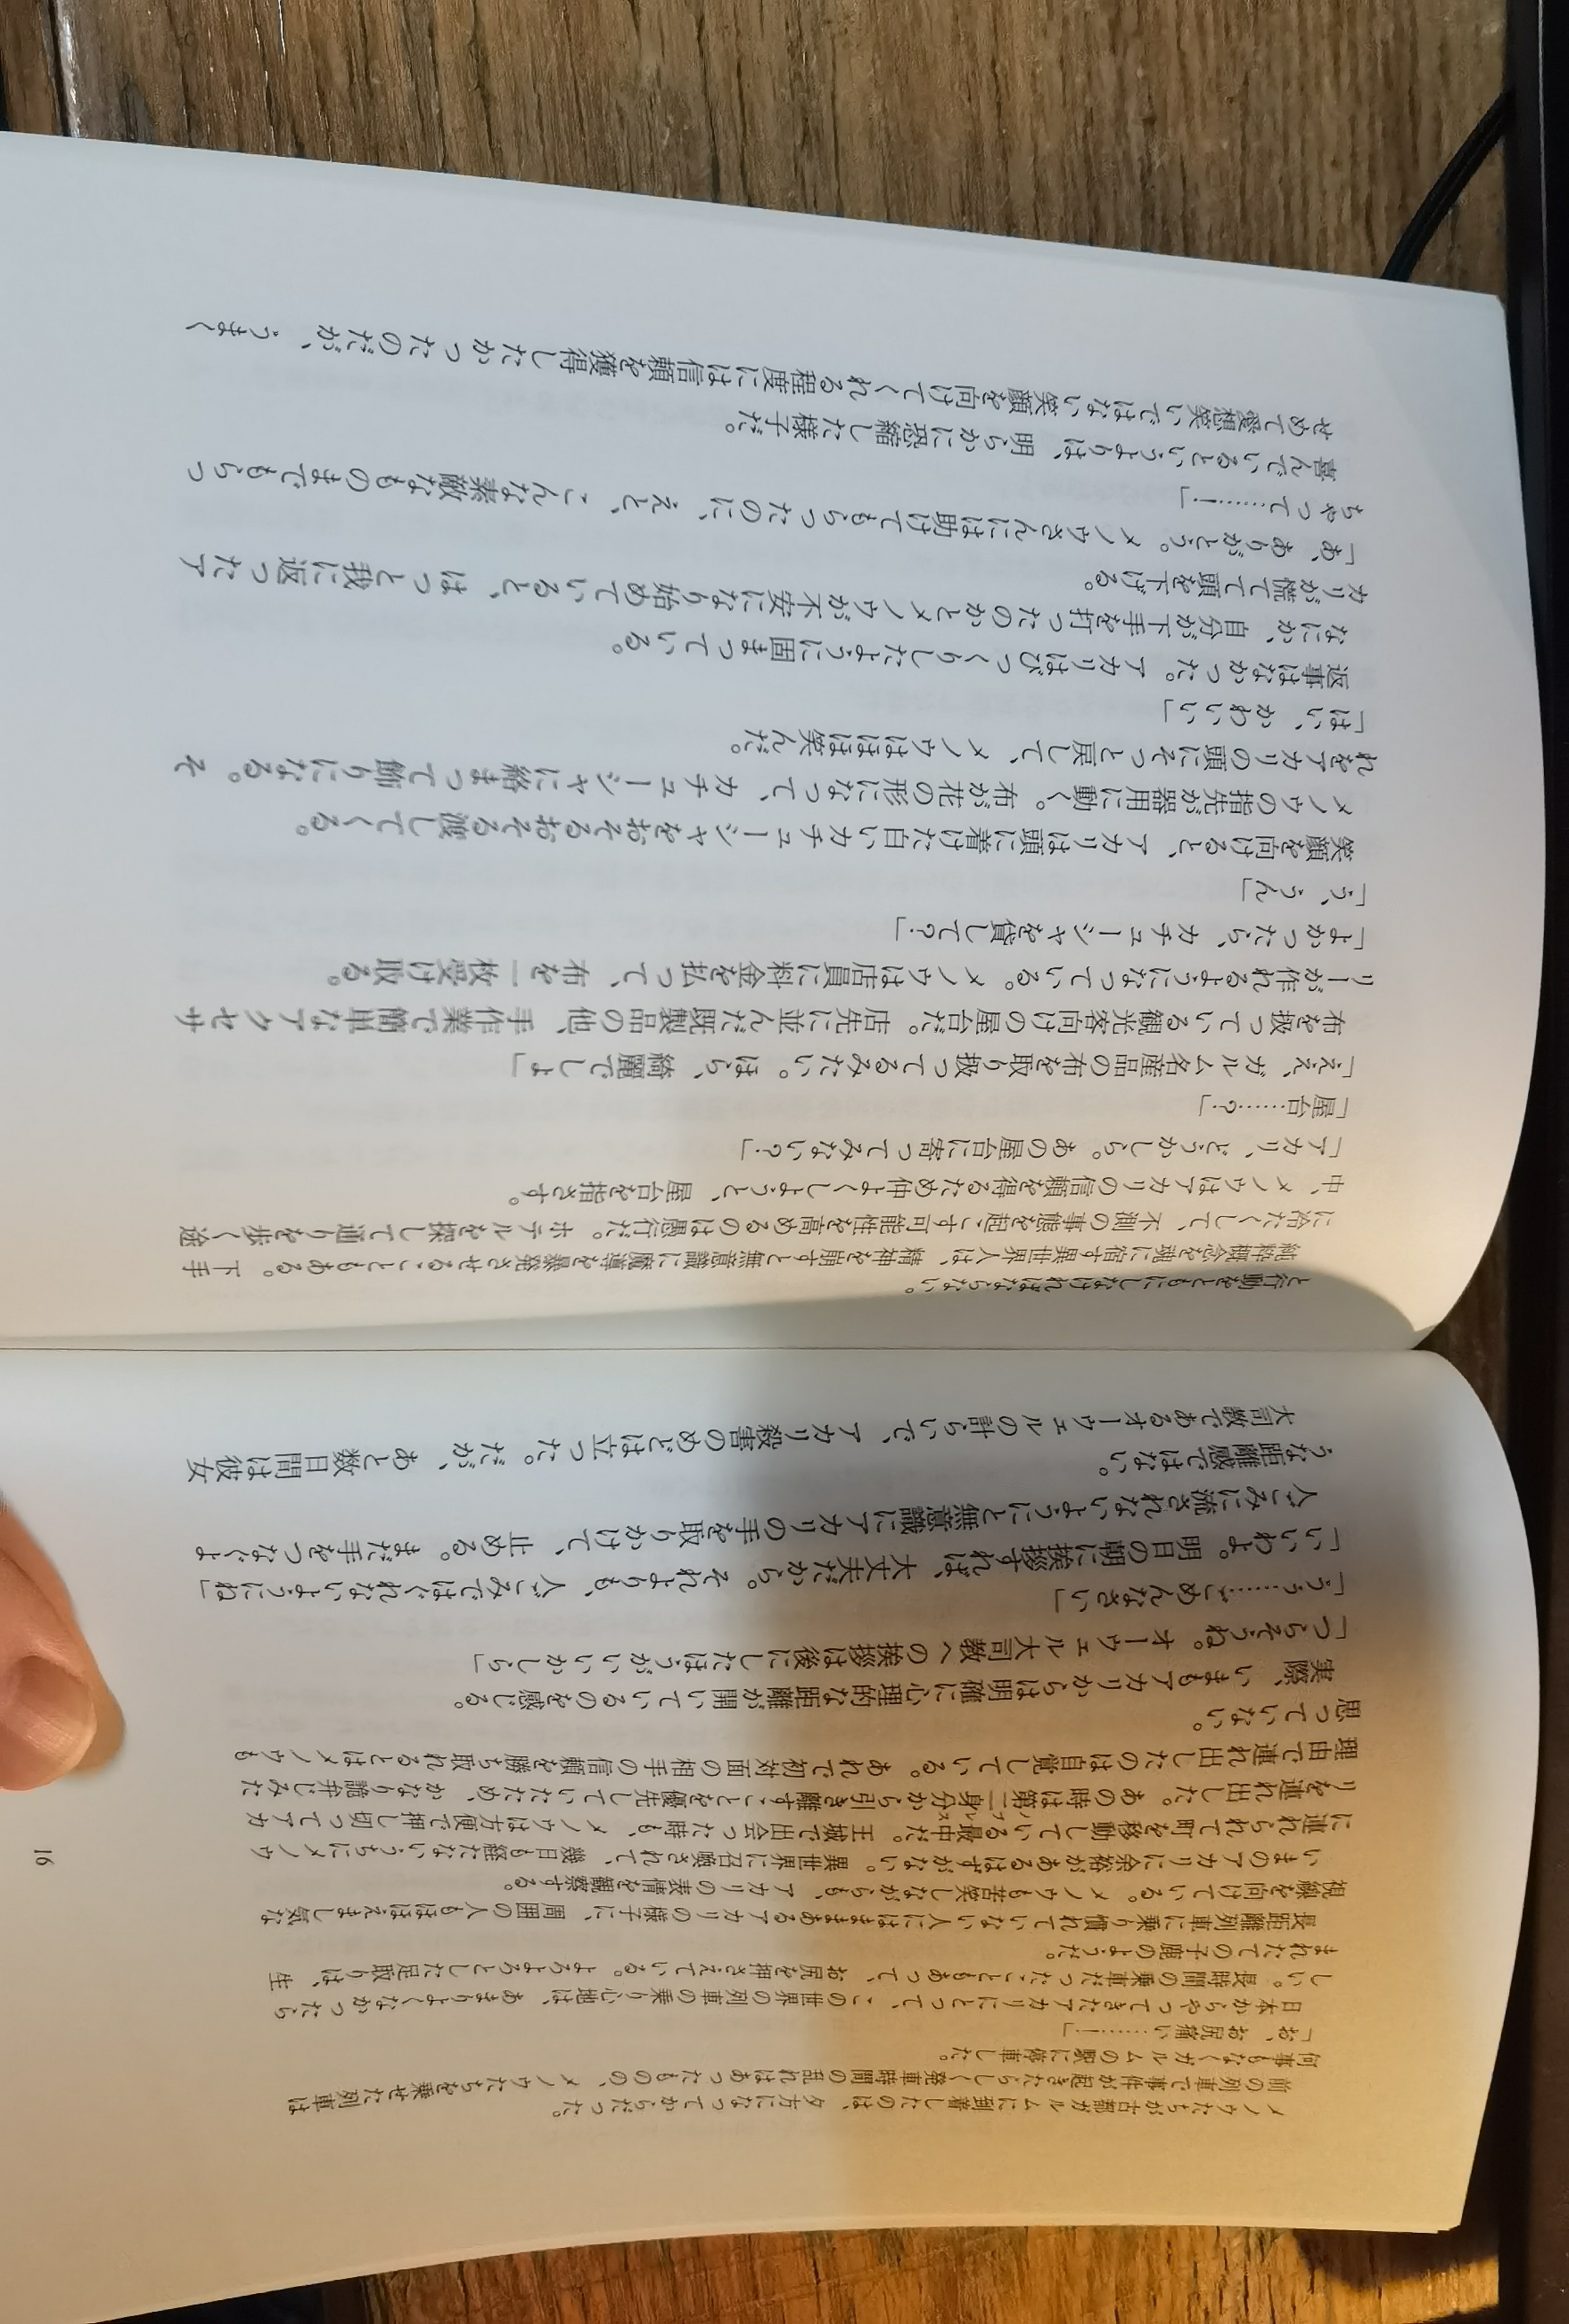 メノウたちが古都ガルムに到着したのは、夕方になってからだった。
前の列車で事件が起きたらしく発車時間の乱れはあったものの、メノウたちを乗せた列車は
何事もなくガルムの駅に停車した。
「お、お尻痛い……！」
日本からやってきたアカリにとって、この世界の列車の乗り心地は、あまりよくなかったら
しい。長時間の乗車だったこともあって、お尻を押さえている。よろよろとした足取りは、生
まれたての子鹿のようだ。
長距離列車に乗り慣れていない人にはままあるアカリの様子に、周囲の人もほほえまし気な
視線を向けている。メノウも苦笑しながらも、アカリの表情を観察する。
いまのアカリに余裕があるはずがない。異世界に召喚されて、幾日も経たないうちにメノウ
に連れられて町を移動している最中だ。王城で出会った時も、メノウは方便で押し切ってアカ
リを連れ出した。あの時は第二身分から引き離すことを優先していたため、かなり詭弁じみた
ノブレス
理由で連れ出したのは自覚している。あれで初対面の相手の信頼を勝ち取れるとはメノウも
思っていない。
実際、いまもアカリからは明確に心理的な距離が開いているのを感じる。
「つらそうね。オーウェル大司教への挨拶は後にしたほうがいいかしら」
「うぅ……ごめんなさい」
「いいわよ。明日の朝に挨拶すれば、大丈夫だから。それよりも、人ごみではぐれないようにね」
人ごみに流されないようにと無意識にアカリの手を取りかけて、止める。まだ手をつなぐよ
うな距離感ではない。
大司教であるオーウェルの計らいで、アカリ殺害のめどは立った。だが、あと数日間は彼女
16
と行動をともにしなければならない。
純粋概念を魂に宿す異世界人は、精神を崩すと無意識に魔導を暴発させることもある。下手
に冷たくして、不測の事態を起こす可能性を高めるのは愚行だ。ホテルを探して通りを歩く途
中、メノウはアカリの信頼を得るため仲よくしようと、屋台を指さす。
「アカリ、どうかしら。あの屋台に寄ってみない？」
「屋台……？」
「ええ、ガルム名産品の布を取り扱ってるみたい。ほら、綺麗でしょ」
布を扱っている観光客向けの屋台だ。店先に並んだ既製品の他、手作業で簡単なアクセサ
リーが作れるようになっている。メノウは店員に料金を払って、布を一枚受け取る。
「よかったら、カチューシャを貸して？」
「う、うん」
笑顔を向けると、アカリは頭に着けた白いカチューシャをおそるおそる渡してくる。
メノウの指先が器用に動く。布が花の形になって、カチューシャに絡まって飾りになる。そ
れをアカリの頭にそっと戻して、メノウはほほ笑んだ。
「はい、かわいい」
返事はなかった。アカリはびっくりしたように固まっている。
なにか、自分が下手を打ったのかとメノウが不安になり始めていると、はっと我に返ったア
カリが慌てて頭を下げる。
「あ、ありがとう。メノウさんには助けてもらったのに、えと、こんな素敵なものまでもらっ
ちゃって……！」
喜んでいるというよりは、明らかに恐縮した様子だ。
せめて愛想笑いではない笑顔を向けてくれる程度には信頼を獲得したかったのだが、うまく